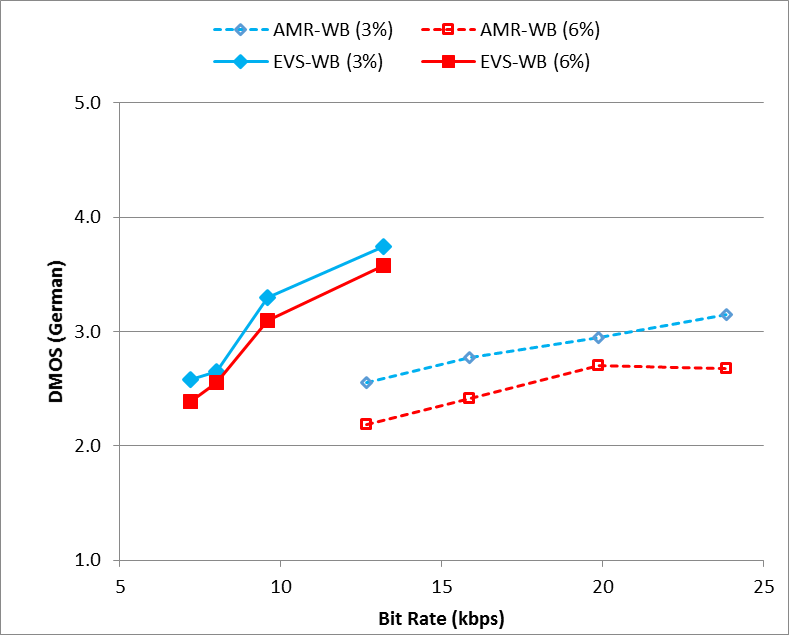 AMR-WB (3%) AMR-WB (6%)
EVS-WB (3%) EVS-WB (6%)
5.0
4.0
3.0
2.0
1.0
DMOS (German)
5 10 15 20 25
Bit Rate (kbps)